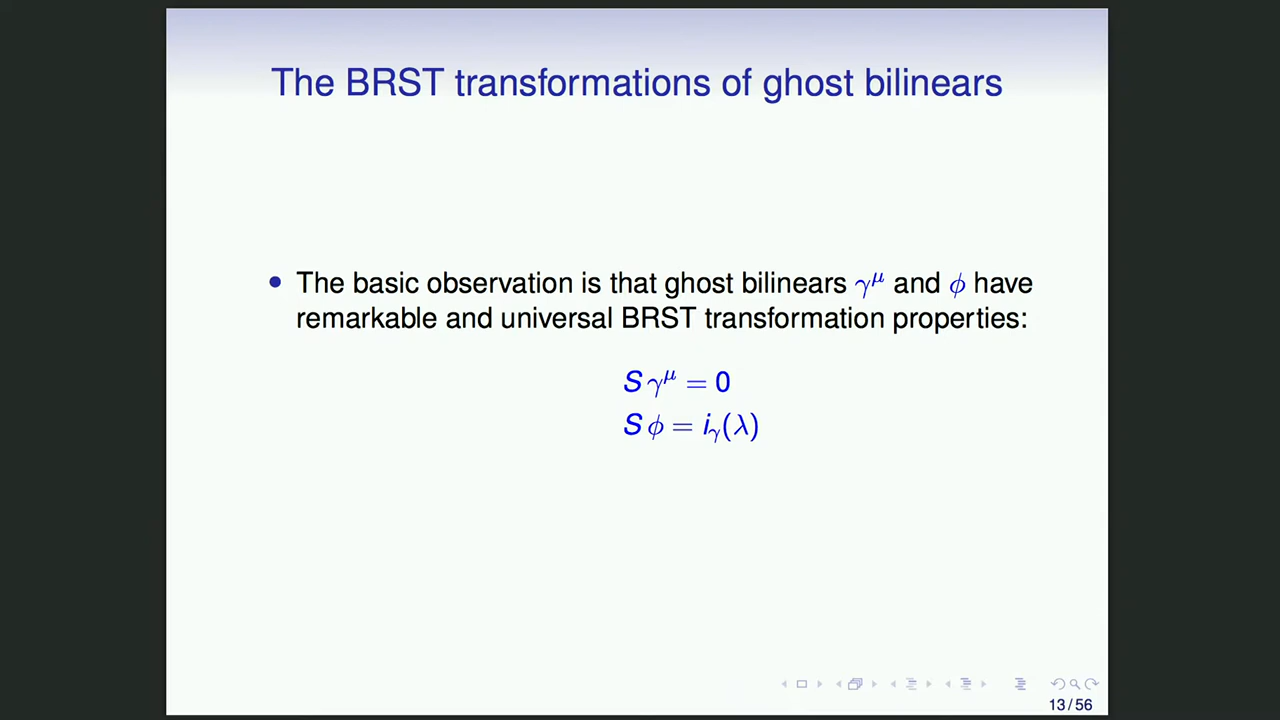 The BRST transformations of ghost bilinears
• The basic observation is that ghost bilinears γ^μ and ϕ have
remarkable and universal BRST transformation properties:
S γ^μ = 0
S ϕ = i_γ(λ)
13 / 56